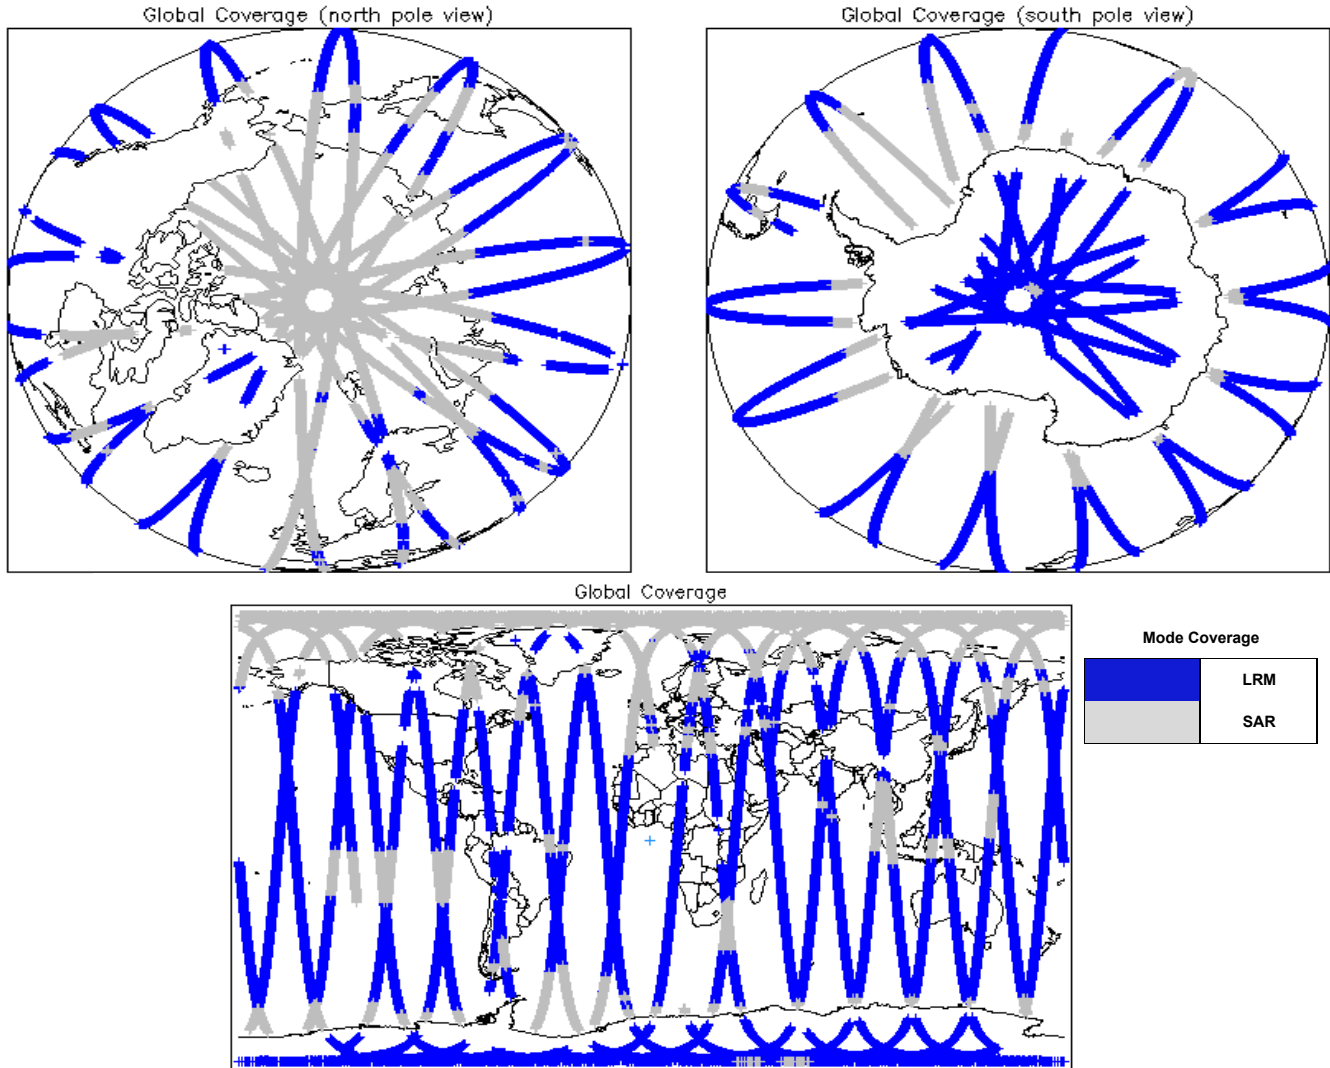 Global Coverage (north pole view)
Global Coverage (south pole view)
Global Coverage
Mode Coverage
LRM
SAR